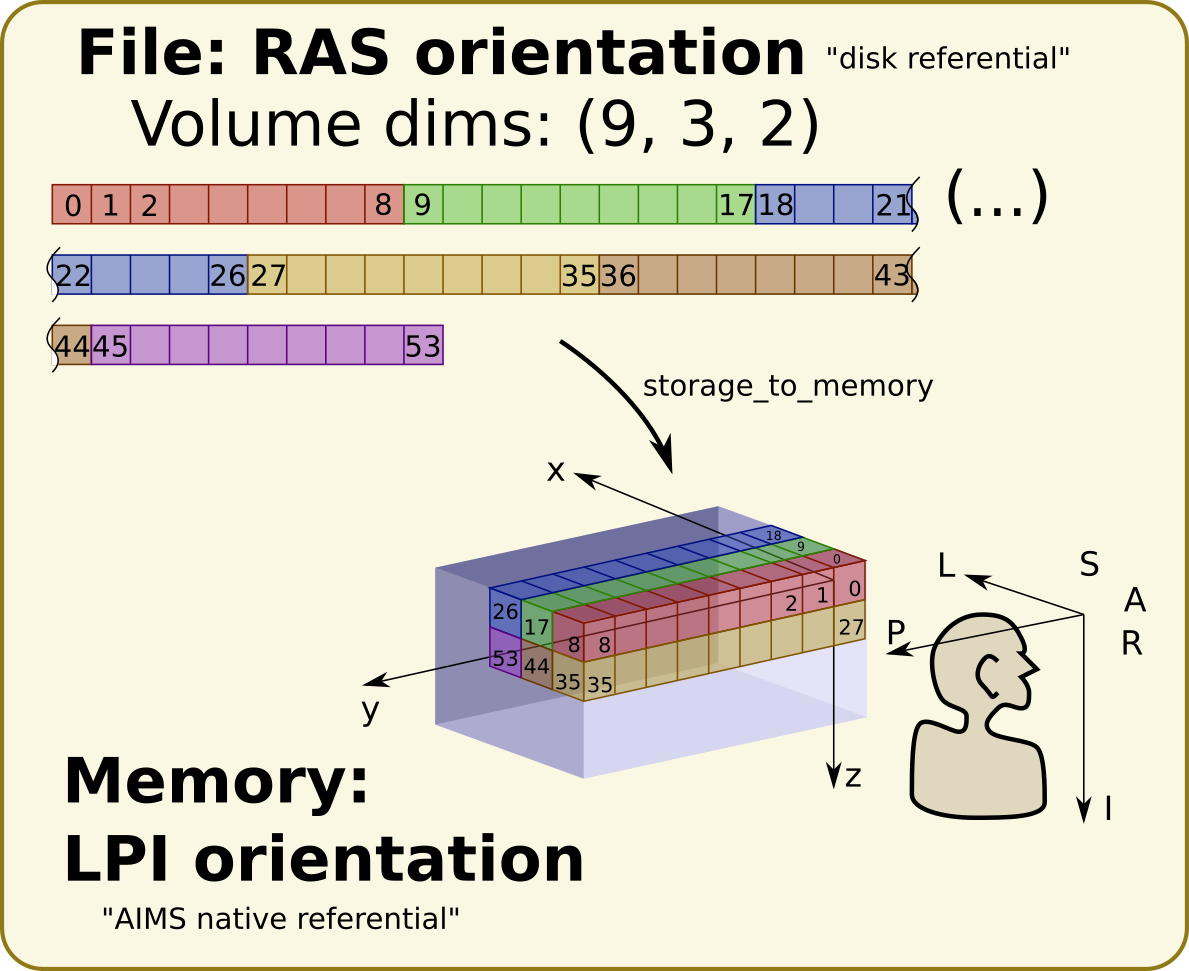 File: RAS orientation "disk referential"
Volume dims: (9, 3, 2)
0 1 2 8 9 17 18 21 (...)
22 26 27 35 36 43
44 45 53
storage_to_memory
x
18
9
0
26 17 8 8 2 1 0
53 44 35 35 27
y
z
L S
A
P R
I
Memory:
LPI orientation
"AIMS native referential"